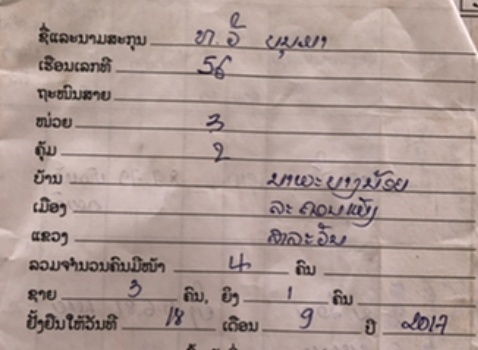 ຊື່ແລະນາມສະກຸນ ທ. ວີ ບຸນມາ
ເຮືອນເລກທີ 56
ຖະໜົນສາຍ
ໜ່ວຍ 3
ຄຸ້ມ 2
ບ້ານ ນາເພະບາງນ້ອຍ
ເມືອງ ລະຄອນເພັງ
ແຂວງ ສາລະວັນ
ລວມຈຳນວນຄົນມີໜ້າ 4 ຄົນ
ຊາຍ 3 ຄົນ, ຍິງ 1 ຄົນ
ຢັ້ງຢືນໃຫ້ວັນທີ 18 ເດືອນ 9 ປີ 2017